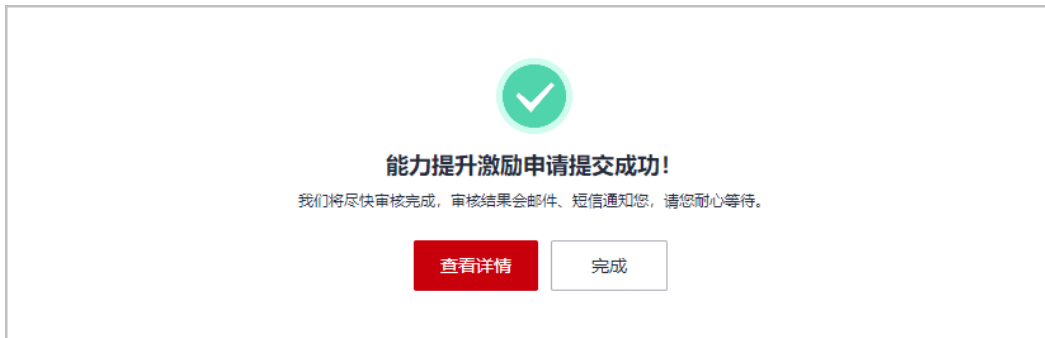 能力提升激励申请提交成功！
我们将尽快审核完成，审核结果会邮件、短信通知您，请您耐心等待。
查看详情
完成